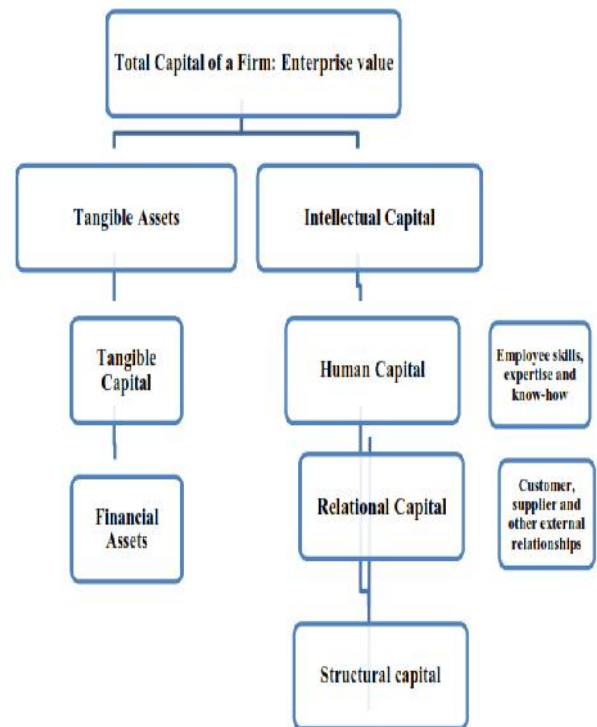 Total Capital of a Firm: Enterprise value
Tangible Assets
Intellectual Capital
Tangible
Capital
Human Capital
Employee skills,
expertise and
know-how
Financial
Assets
Relational Capital
Customer,
supplier and
other external
relationships
Structural capital